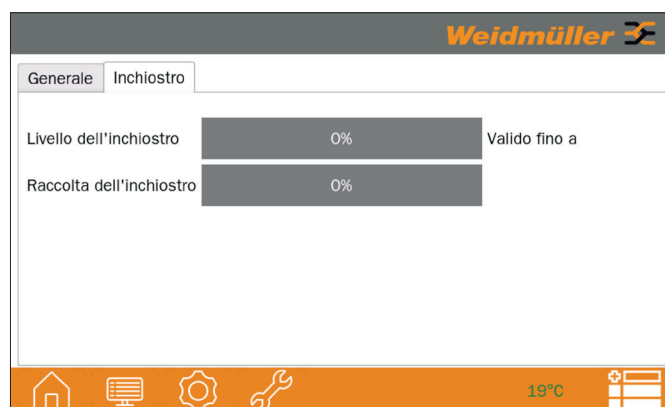 Weidmüller
Generale Inchiostro
Livello dell'inchiostro 0% Valido fino a
Raccolta dell'inchiostro 0%
19°C